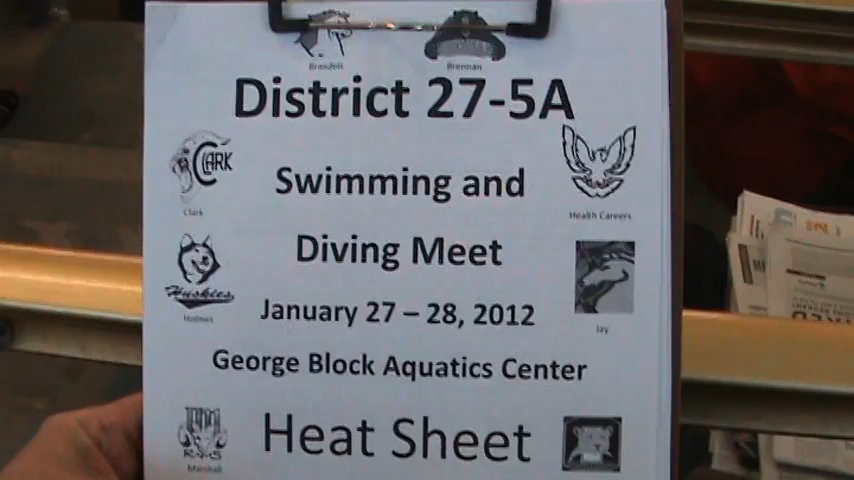 Brandeis Brennan
District 27-5A
CLARK
Clark
Swimming and
Health Careers
Diving Meet
Huskies
Holmes
Jay
January 27 – 28, 2012
George Block Aquatics Center
Heat Sheet
RAMS
Marshall